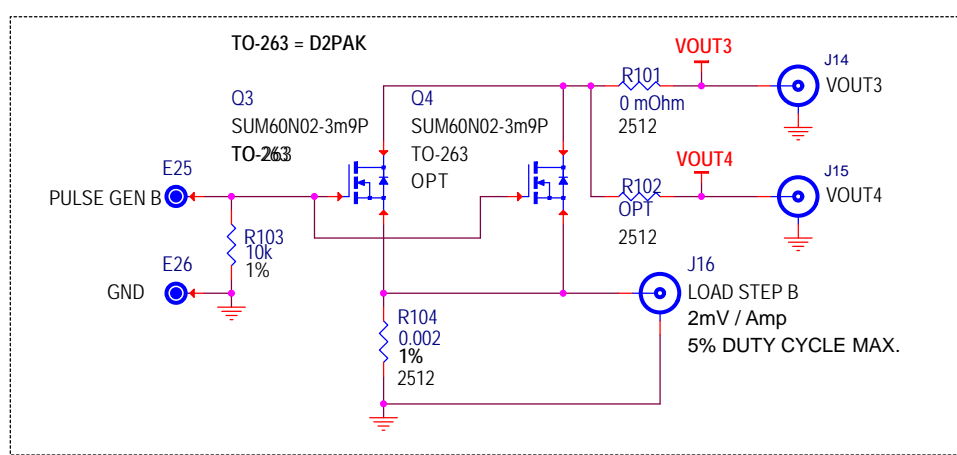 TO-263 = D2PAK
Q3
SUM60N02-3m9P
TO-263
Q4
SUM60N02-3m9P
TO-263
OPT
R101
0 mOhm
2512
VOUT3
J14
VOUT3
R102
OPT
2512
VOUT4
J15
VOUT4
E25
PULSE GEN B
R103
10k
1%
E26
GND
R104
0.002
1%
2512
J16
LOAD STEP B
2mV / Amp
5% DUTY CYCLE MAX.